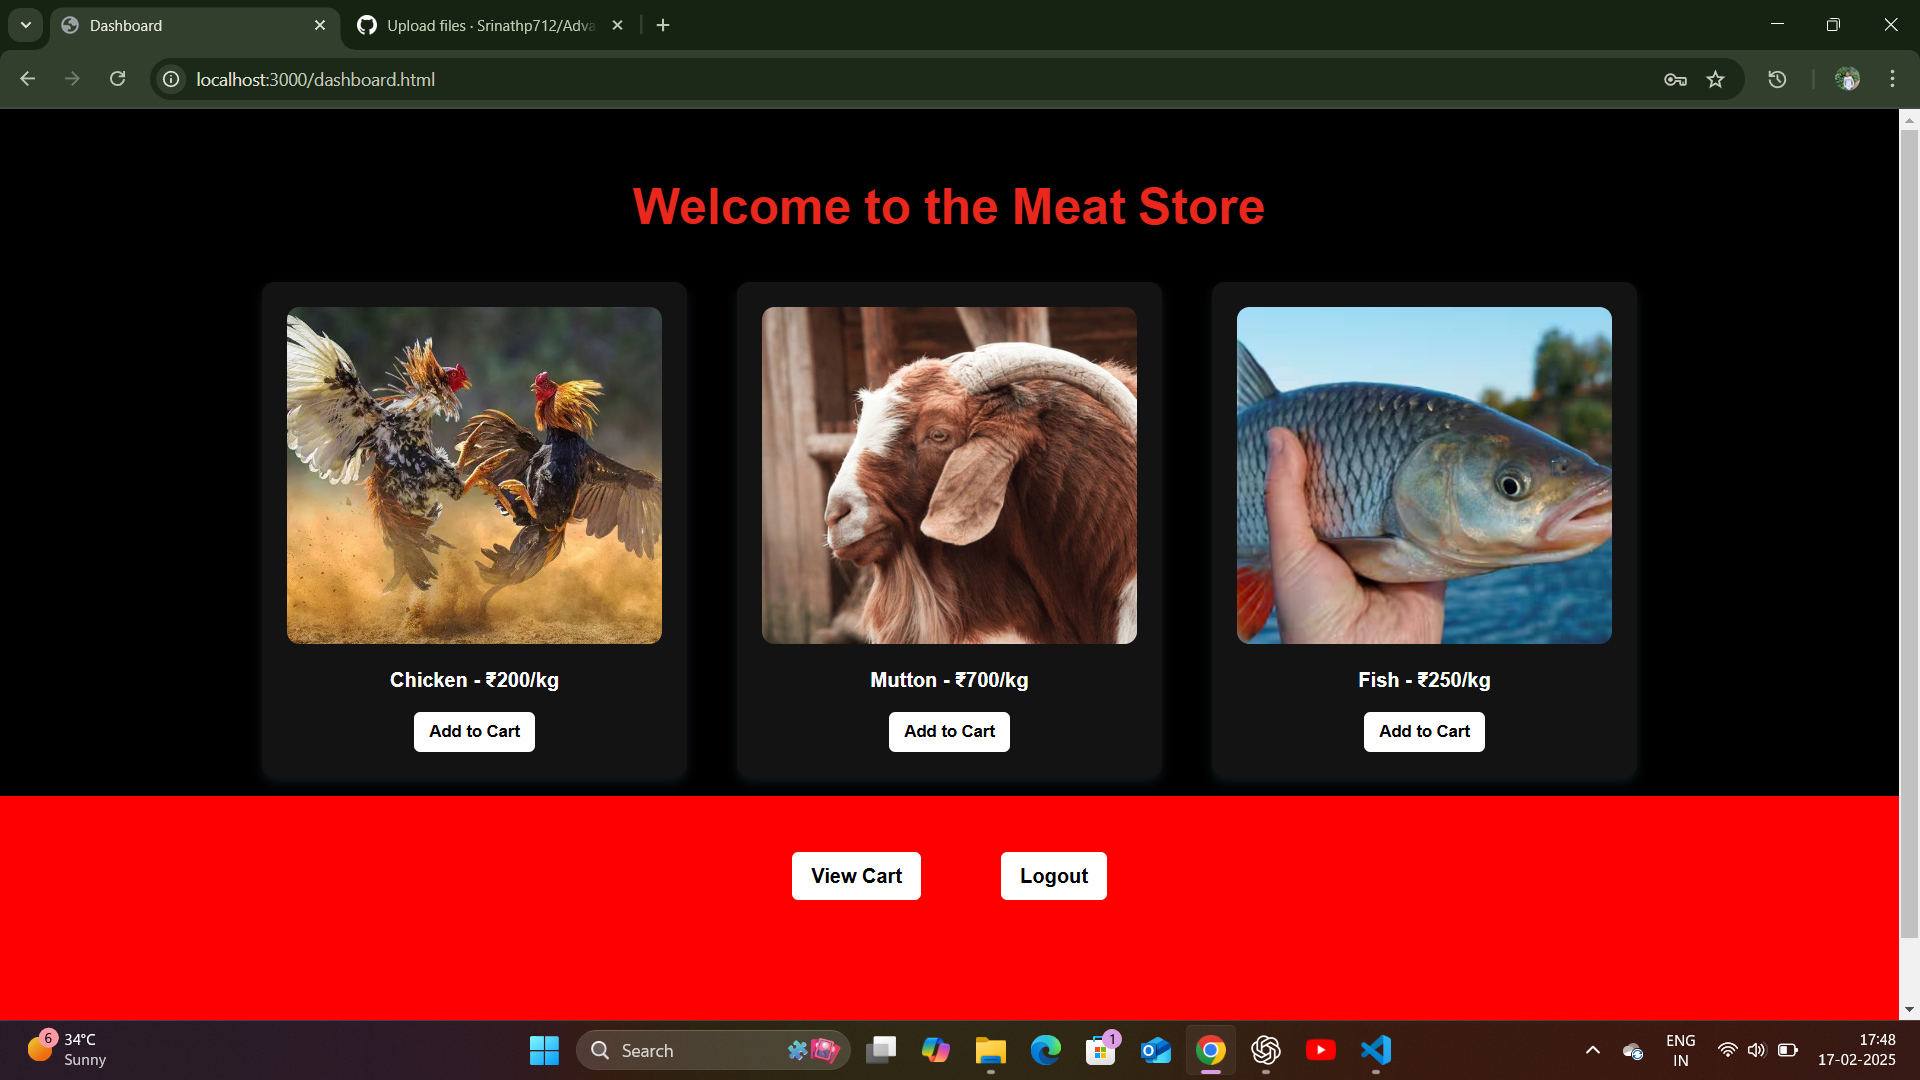 Dashboard
Upload files · Srinathp712/Adva
localhost:3000/dashboard.html
Welcome to the Meat Store
Chicken - ₹200/kg
Mutton - ₹700/kg
Fish - ₹250/kg
Add to Cart
Add to Cart
Add to Cart
View Cart
Logout
6
34°C
Sunny
Search
1
ENG
IN
17:48
17-02-2025